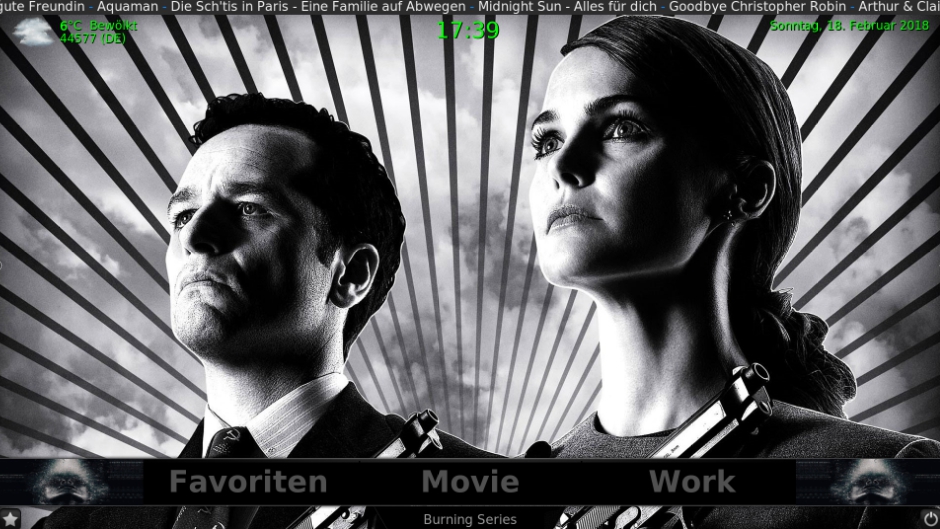 gute Freundin - Aquaman - Die Sch'tis in Paris - Eine Familie auf Abwegen - Midnight Sun - Alles für dich - Goodbye Christopher Robin - Arthur & Clai
6°C Bewölkt
44577 (DE)
17:39
Sonntag, 18. Februar 2018
Favoriten Movie Work
Burning Series